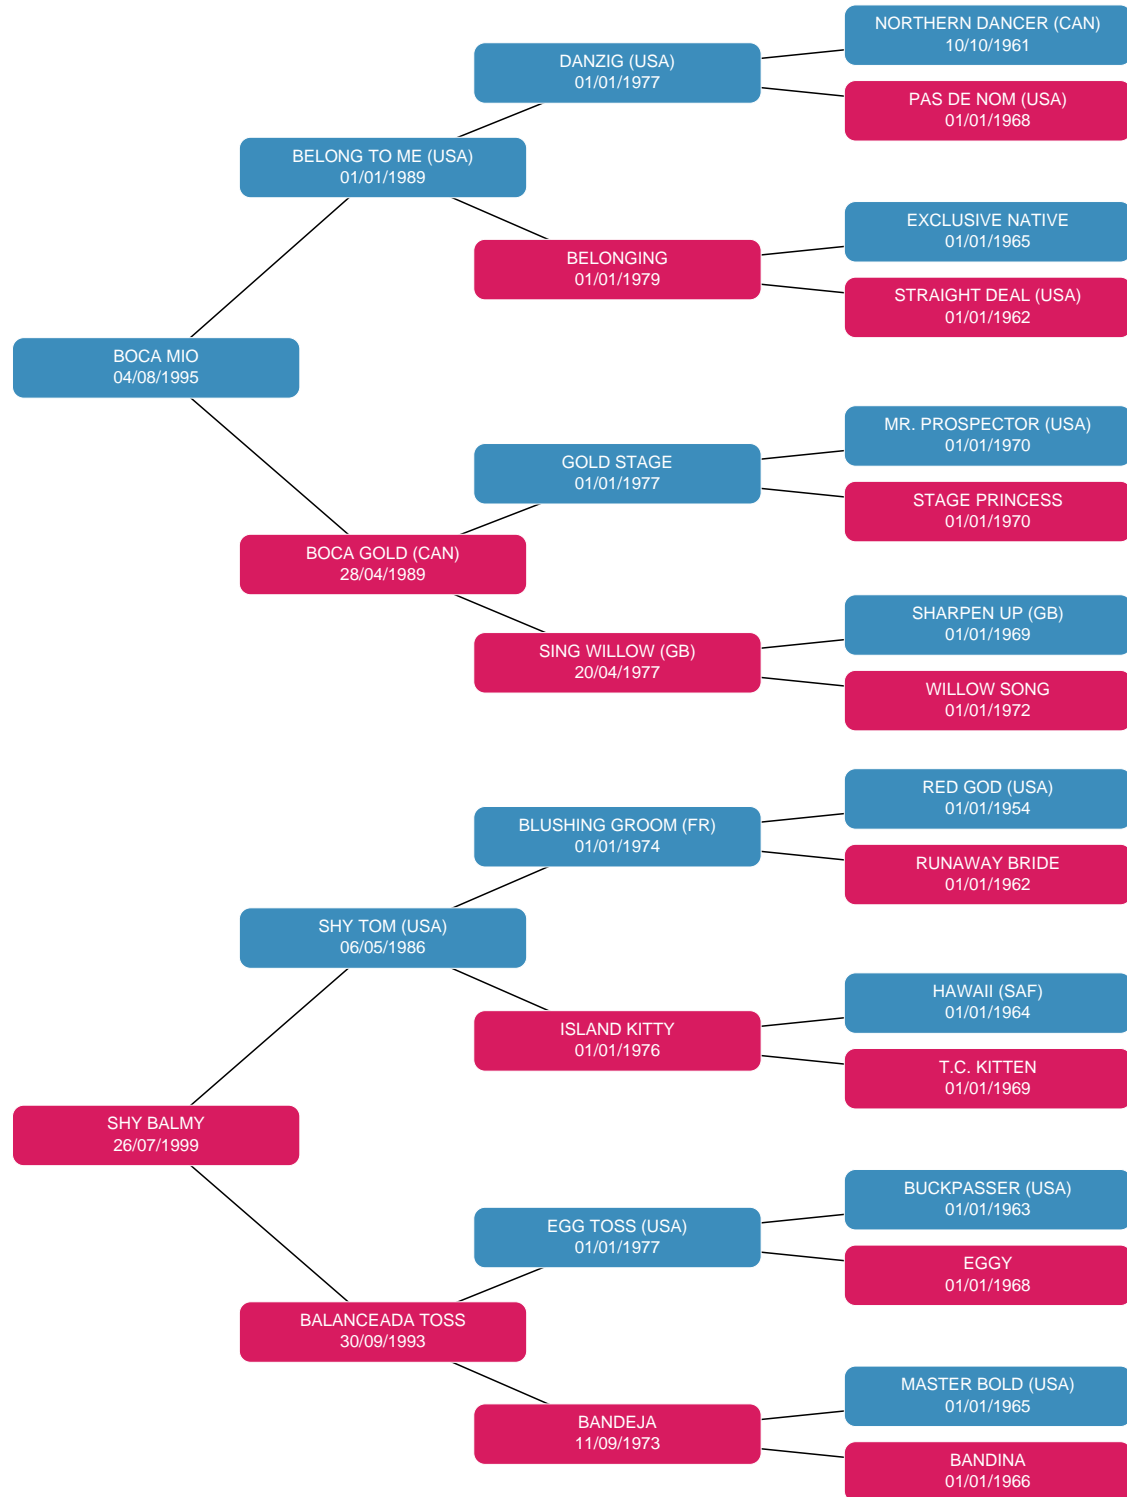 NORTHERN DANCER (CAN)
10/10/1961
DANZIG (USA)
01/01/1977
PAS DE NOM (USA)
01/01/1968
BELONG TO ME (USA)
01/01/1989
EXCLUSIVE NATIVE
01/01/1965
BELONGING
01/01/1979
STRAIGHT DEAL (USA)
01/01/1962
BOCA MIO
04/08/1995
MR. PROSPECTOR (USA)
01/01/1970
GOLD STAGE
01/01/1977
STAGE PRINCESS
01/01/1970
BOCA GOLD (CAN)
28/04/1989
SHARPEN UP (GB)
01/01/1969
SING WILLOW (GB)
20/04/1977
WILLOW SONG
01/01/1972
RED GOD (USA)
01/01/1954
BLUSHING GROOM (FR)
01/01/1974
RUNAWAY BRIDE
01/01/1962
SHY TOM (USA)
06/05/1986
HAWAII (SAF)
01/01/1964
ISLAND KITTY
01/01/1976
T.C. KITTEN
01/01/1969
SHY BALMY
26/07/1999
BUCKPASSER (USA)
01/01/1963
EGG TOSS (USA)
01/01/1977
EGGY
01/01/1968
BALANCEADA TOSS
30/09/1993
MASTER BOLD (USA)
01/01/1965
BANDEJA
11/09/1973
BANDINA
01/01/1966